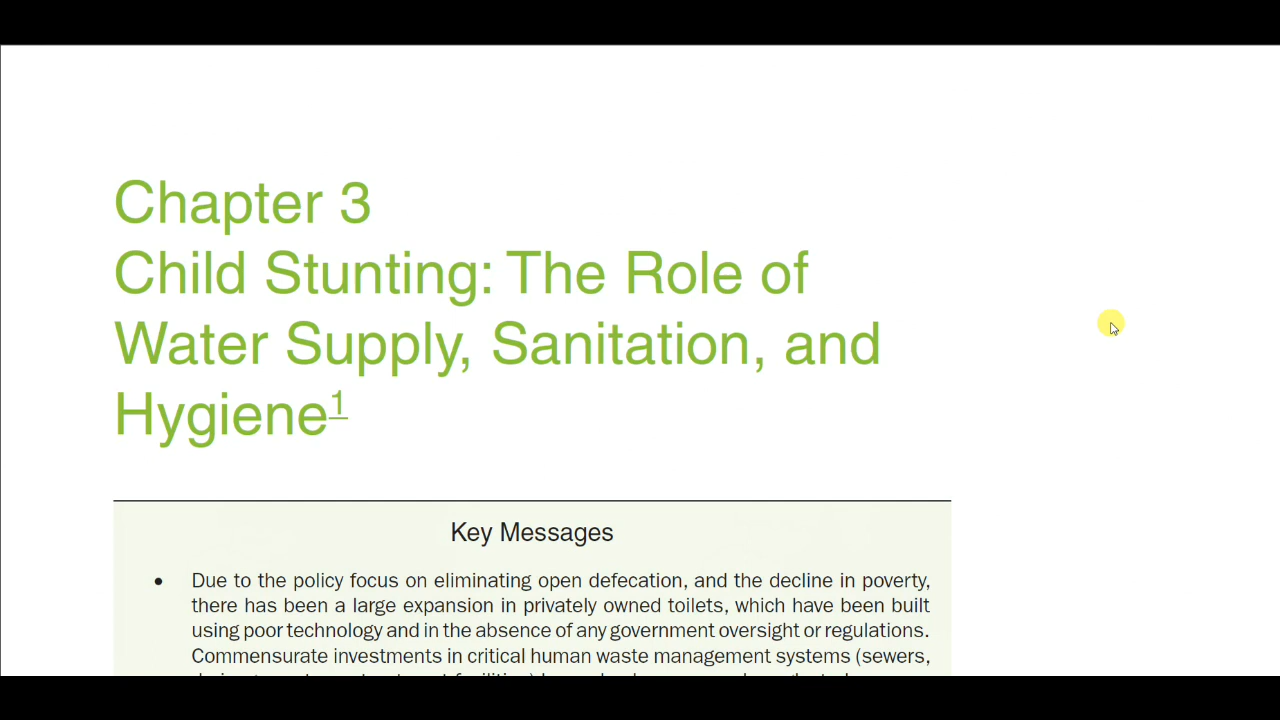 Chapter 3
Child Stunting: The Role of
Water Supply, Sanitation, and
Hygiene1
Key Messages
• Due to the policy focus on eliminating open defecation, and the decline in poverty,
there has been a large expansion in privately owned toilets, which have been built
using poor technology and in the absence of any government oversight or regulations.
Commensurate investments in critical human waste management systems (sewers,